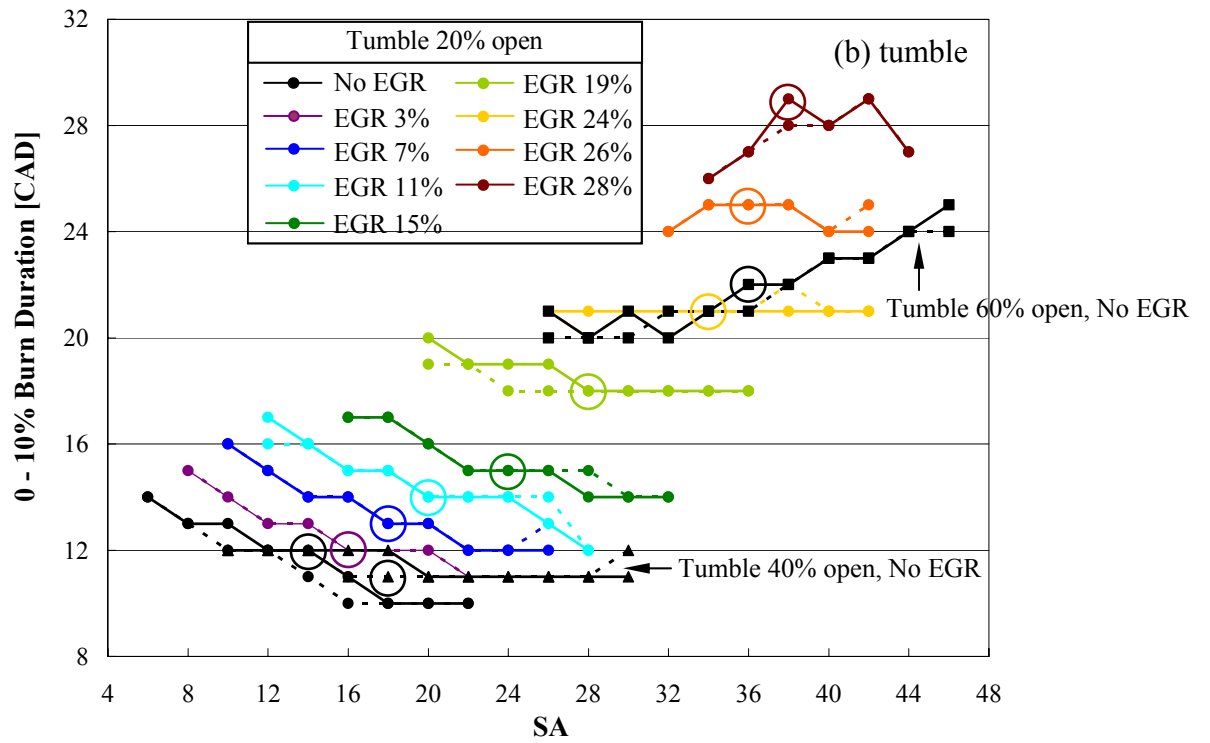 32
28
24
20
16
12
8
0 - 10% Burn Duration [CAD]
Tumble 20% open
No EGR
EGR 3%
EGR 7%
EGR 11%
EGR 15%
EGR 19%
EGR 24%
EGR 26%
EGR 28%
(b) tumble
Tumble 60% open, No EGR
Tumble 40% open, No EGR
4 8 12 16 20 24 28 32 36 40 44 48
SA